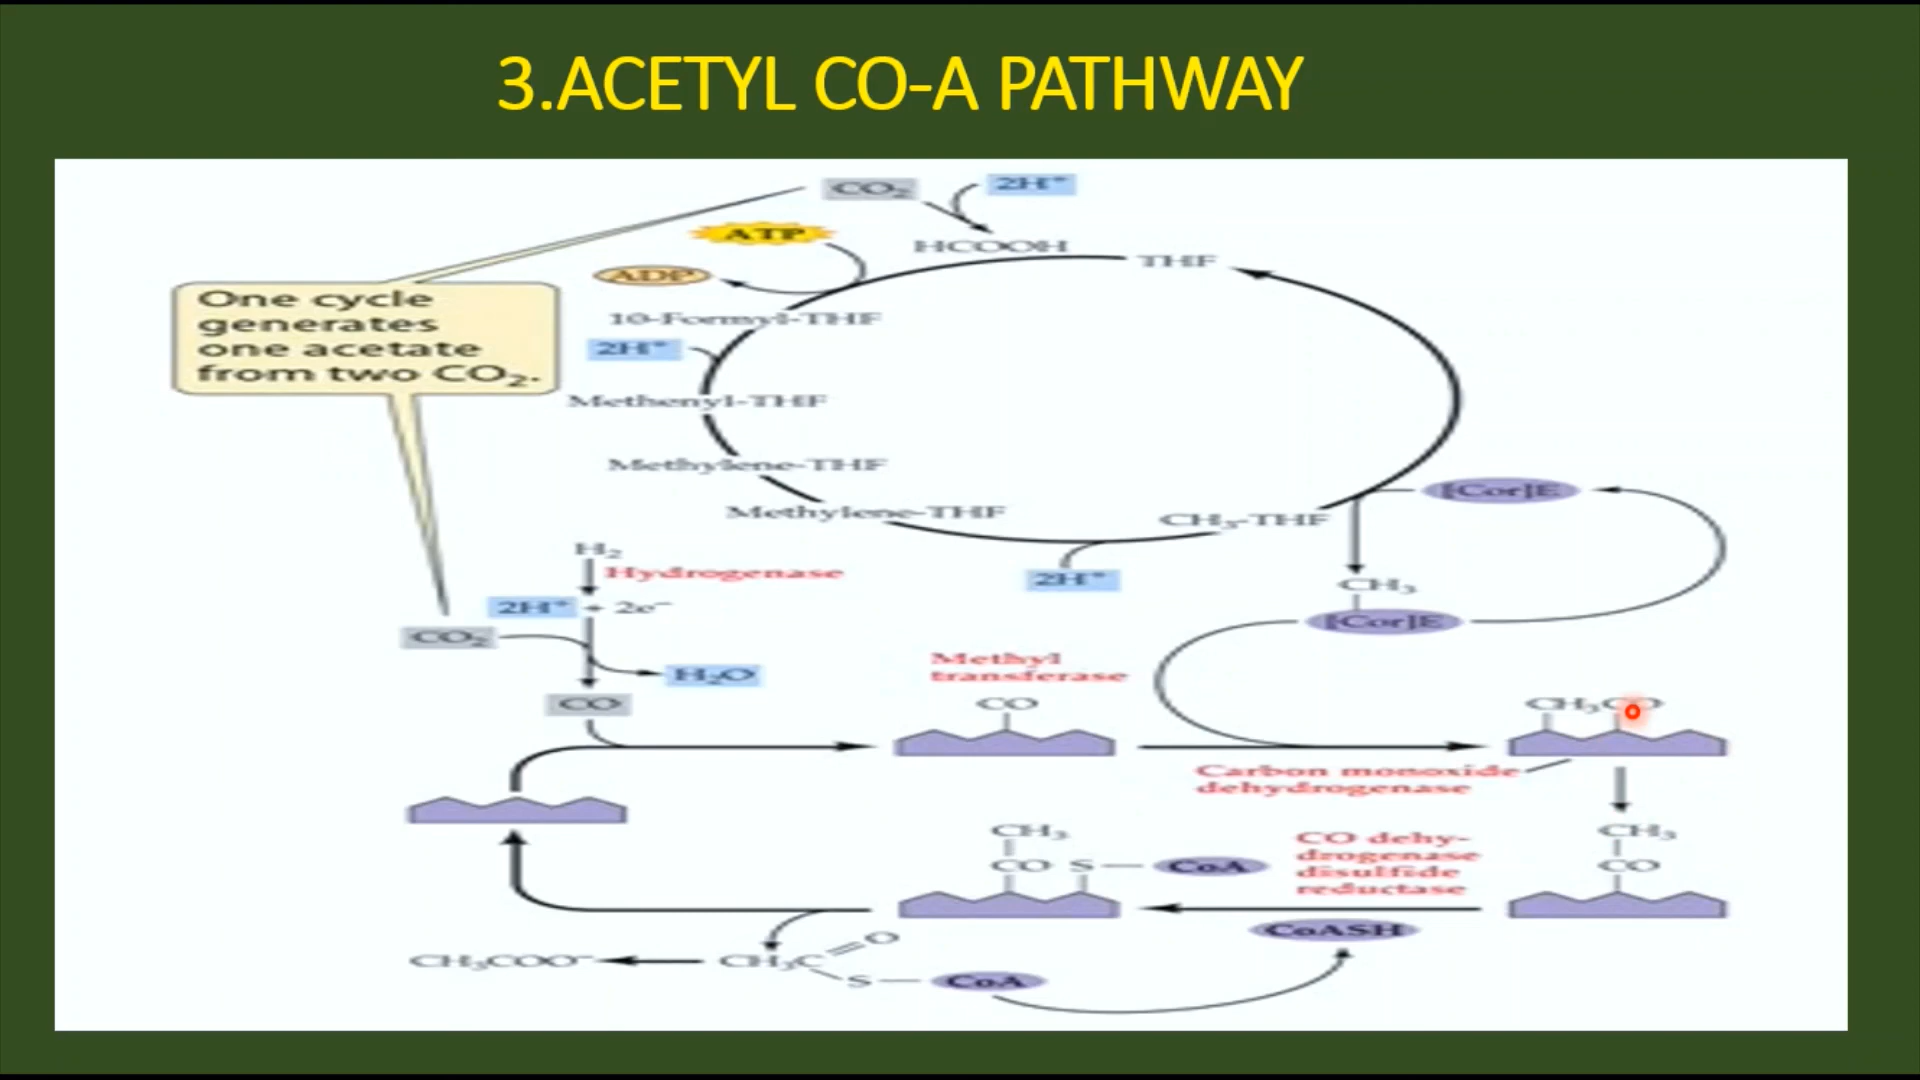 3.ACETYL CO-A PATHWAY
CO₂
2H⁺
ATP
HCOOH
THF
ADP
One cycle
generates
one acetate
from two CO₂.
10-Formyl-THF
2H⁺
Methenyl-THF
Methylene-THF
Methylene-THF
CH₃-THF
[Cor]E
H₂
Hydrogenase
2H⁺
CH₃
2H⁺ + 2e⁻
[Cor]E
CO₂
H₂O
Methyl
transferase
CO
CO
CH₃CO
Carbon monoxide
dehydrogenase
CH₃
CO S — CoA
CO dehy-
drogenase
disulfide
reductase
CH₃
CO
CoASH
CH₃COO⁻
CH₃C
O
S — CoA